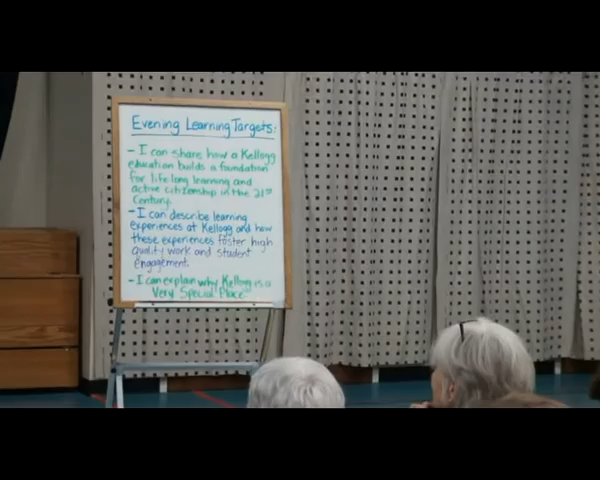 Evening Learning Targets:
- I can share how a Kellogg
education builds a foundation
for life long learning and
active citizenship in the 21st
Century.
- I can describe learning
experiences at Kellogg and how
these experiences foster high
quality work and student
engagement.
- I can explain why Kellogg is a
Very Special Place